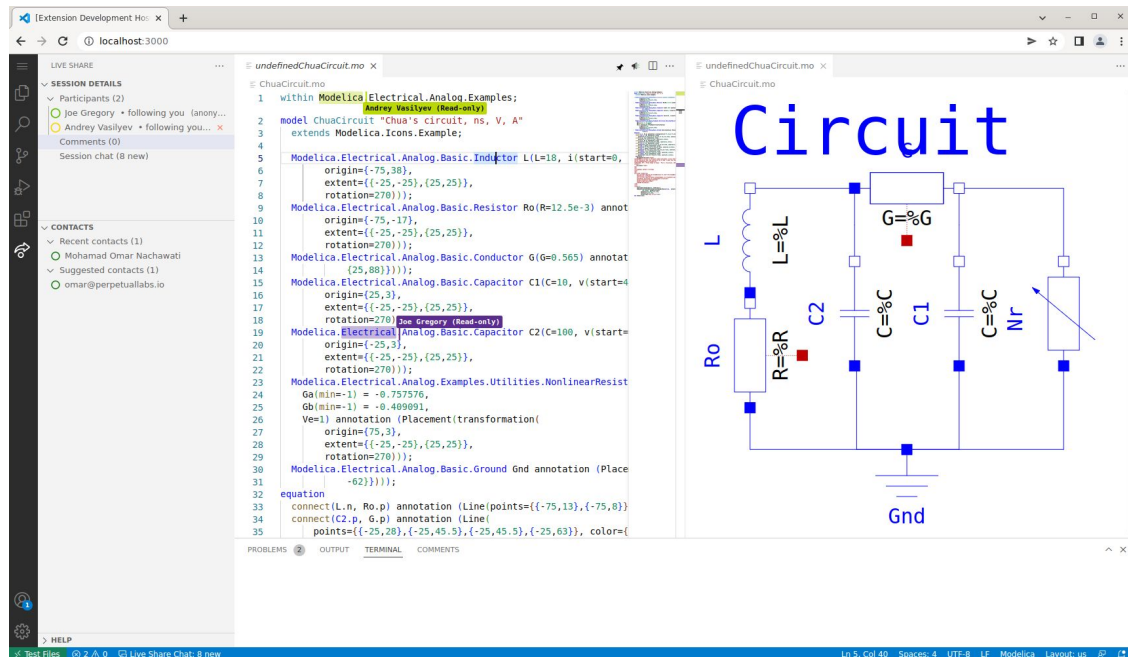 [Extension Development Hos
localhost:3000
LIVE SHARE
SESSION DETAILS
Participants (2)
Joe Gregory • following you (anony...
Andrey Vasilyev • following you...
Comments (0)
Session chat (8 new)
CONTACTS
Recent contacts (1)
Mohamad Omar Nachawati
Suggested contacts (1)
omar@perpetuallabs.io
HELP
undefinedChuaCircuit.mo
ChuaCircuit.mo
1 within Modelica.Electrical.Analog.Examples;
Andrey Vasilyev (Read-only)
2 model ChuaCircuit "Chua's circuit, ns, V, A"
3 extends Modelica.Icons.Example;
4
5 Modelica.Electrical.Analog.Basic.Inductor L(L=18, i(start=0,
6 origin={-75,38},
7 extent={{-25,-25},{25,25}},
8 rotation=270)));
9 Modelica.Electrical.Analog.Basic.Resistor Ro(R=12.5e-3) annot
10 origin={-75,-17},
11 extent={{-25,-25},{25,25}},
12 rotation=270)));
13 Modelica.Electrical.Analog.Basic.Conductor G(G=0.565) annotat
14 {25,88}})));
15 Modelica.Electrical.Analog.Basic.Capacitor C1(C=10, v(start=4
16 origin={25,3},
17 extent={{-25,-25},{25,25}},
18 rotation=270)
Joe Gregory (Read-only)
19 Modelica.Electrical.Analog.Basic.Capacitor C2(C=100, v(start=
20 origin={-25,3},
21 extent={{-25,-25},{25,25}},
22 rotation=270)));
23 Modelica.Electrical.Analog.Examples.Utilities.NonlinearResist
24 Ga(min=-1) = -0.757576,
25 Gb(min=-1) = -0.409091,
26 Ve=1) annotation (Placement(transformation(
27 origin={75,3},
28 extent={{-25,-25},{25,25}},
29 rotation=270)));
30 Modelica.Electrical.Analog.Basic.Ground Gnd annotation (Place
31 -62}})));
32 equation
33 connect(L.n, Ro.p) annotation (Line(points={{-75,13},{-75,8}}
34 connect(C2.p, G.p) annotation (Line(
35 points={{-25,28},{-25,45.5},{-25,45.5},{-25,63}}, color={
undefinedChuaCircuit.mo
ChuaCircuit.mo
Circuit
G
G=%G
L
L=%L
C2
C=%C
C1
C=%C
Nr
Ro
R=%R
Gnd
PROBLEMS 2 OUTPUT TERMINAL COMMENTS
1
Test Files 2 0 Live Share Chat: 8 new
Ln 5, Col 40 Spaces: 4 UTF-8 LF Modelica Layout: us